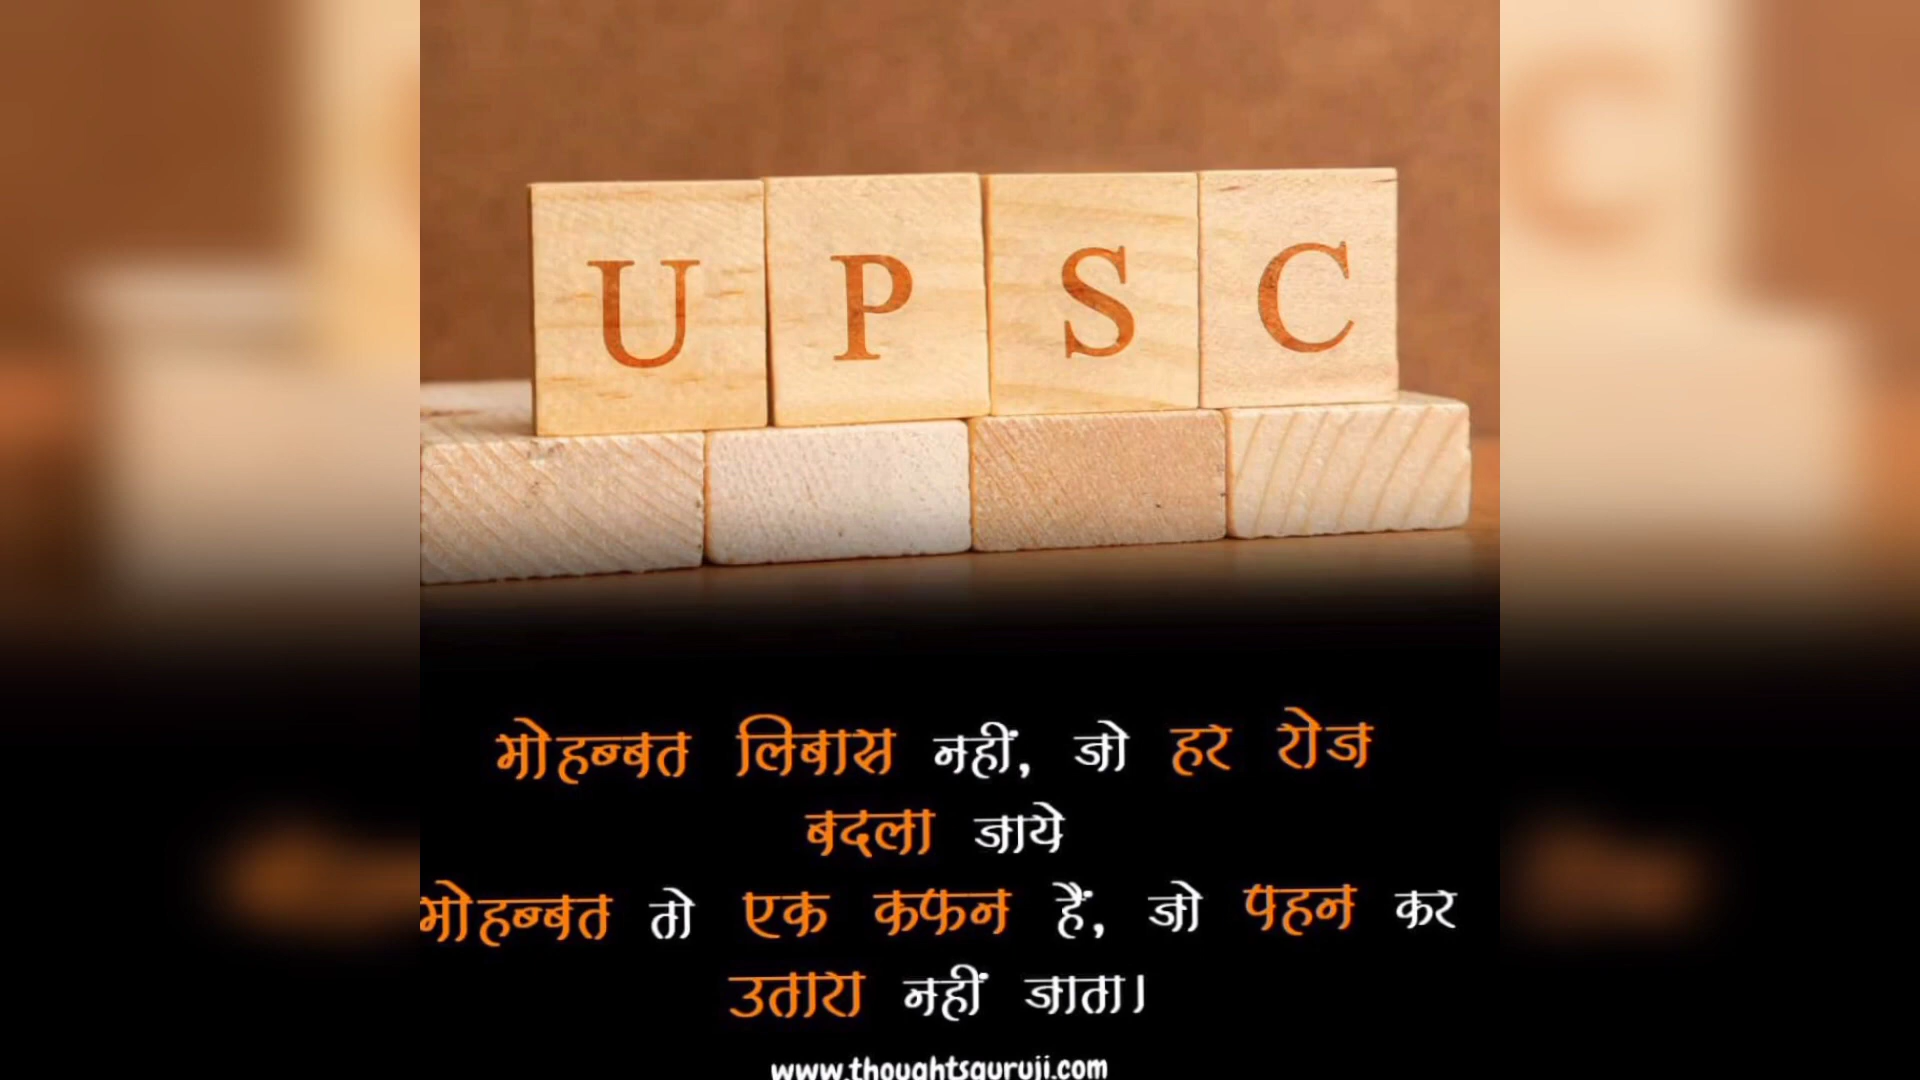 UPSC
मोहब्बत लिबास नहीं, जो हर रोज
बदला जाये
मोहब्बत तो एक कफन हैं, जो पहन कर
उतारा नहीं जाता।
www.thoughtsguruji.com